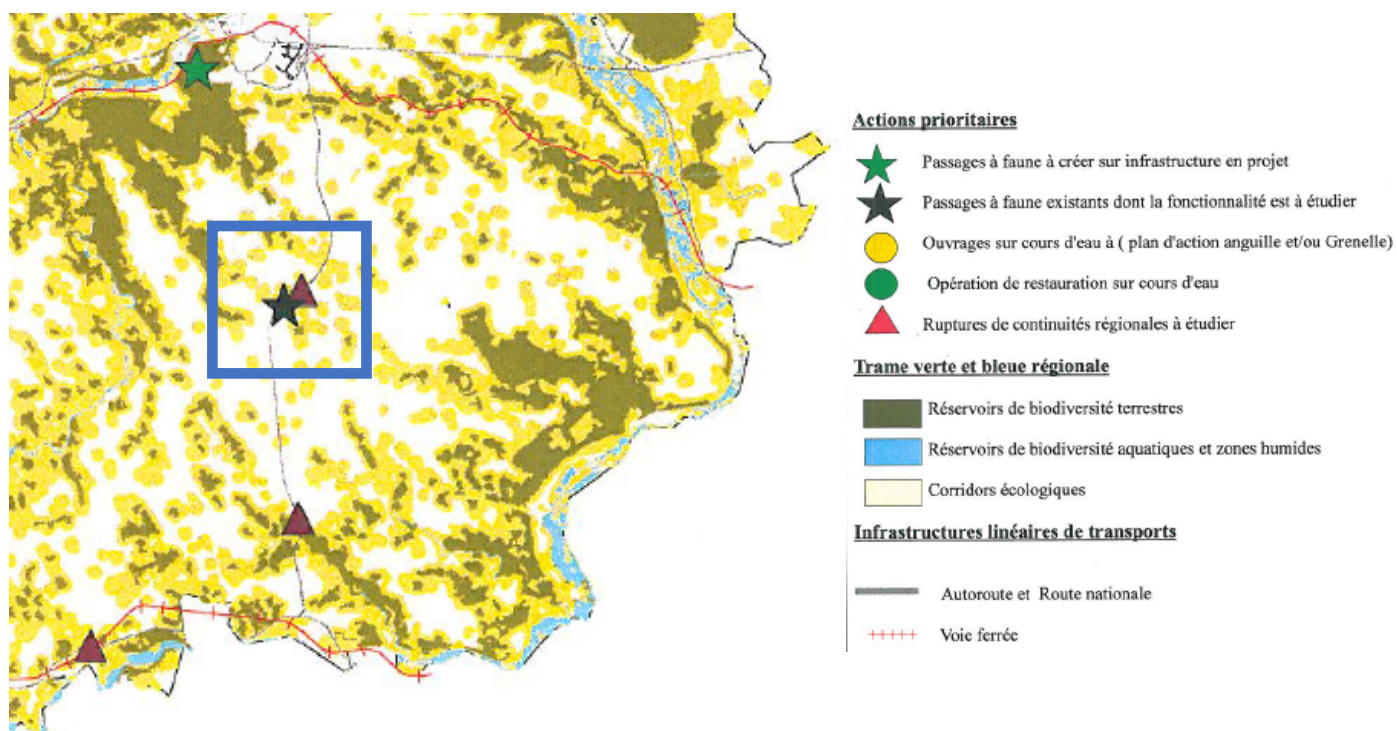 Actions prioritaires
Passages à faune à créer sur infrastructure en projet
Passages à faune existants dont la fonctionnalité est à étudier
Ouvrages sur cours d'eau à ( plan d'action anguille et/ou Grenelle)
Opération de restauration sur cours d'eau
Ruptures de continuités régionales à étudier
Trame verte et bleue régionale
Réservoirs de biodiversité terrestres
Réservoirs de biodiversité aquatiques et zones humides
Corridors écologiques
Infrastructures linéaires de transports
Autoroute et Route nationale
Voie ferrée